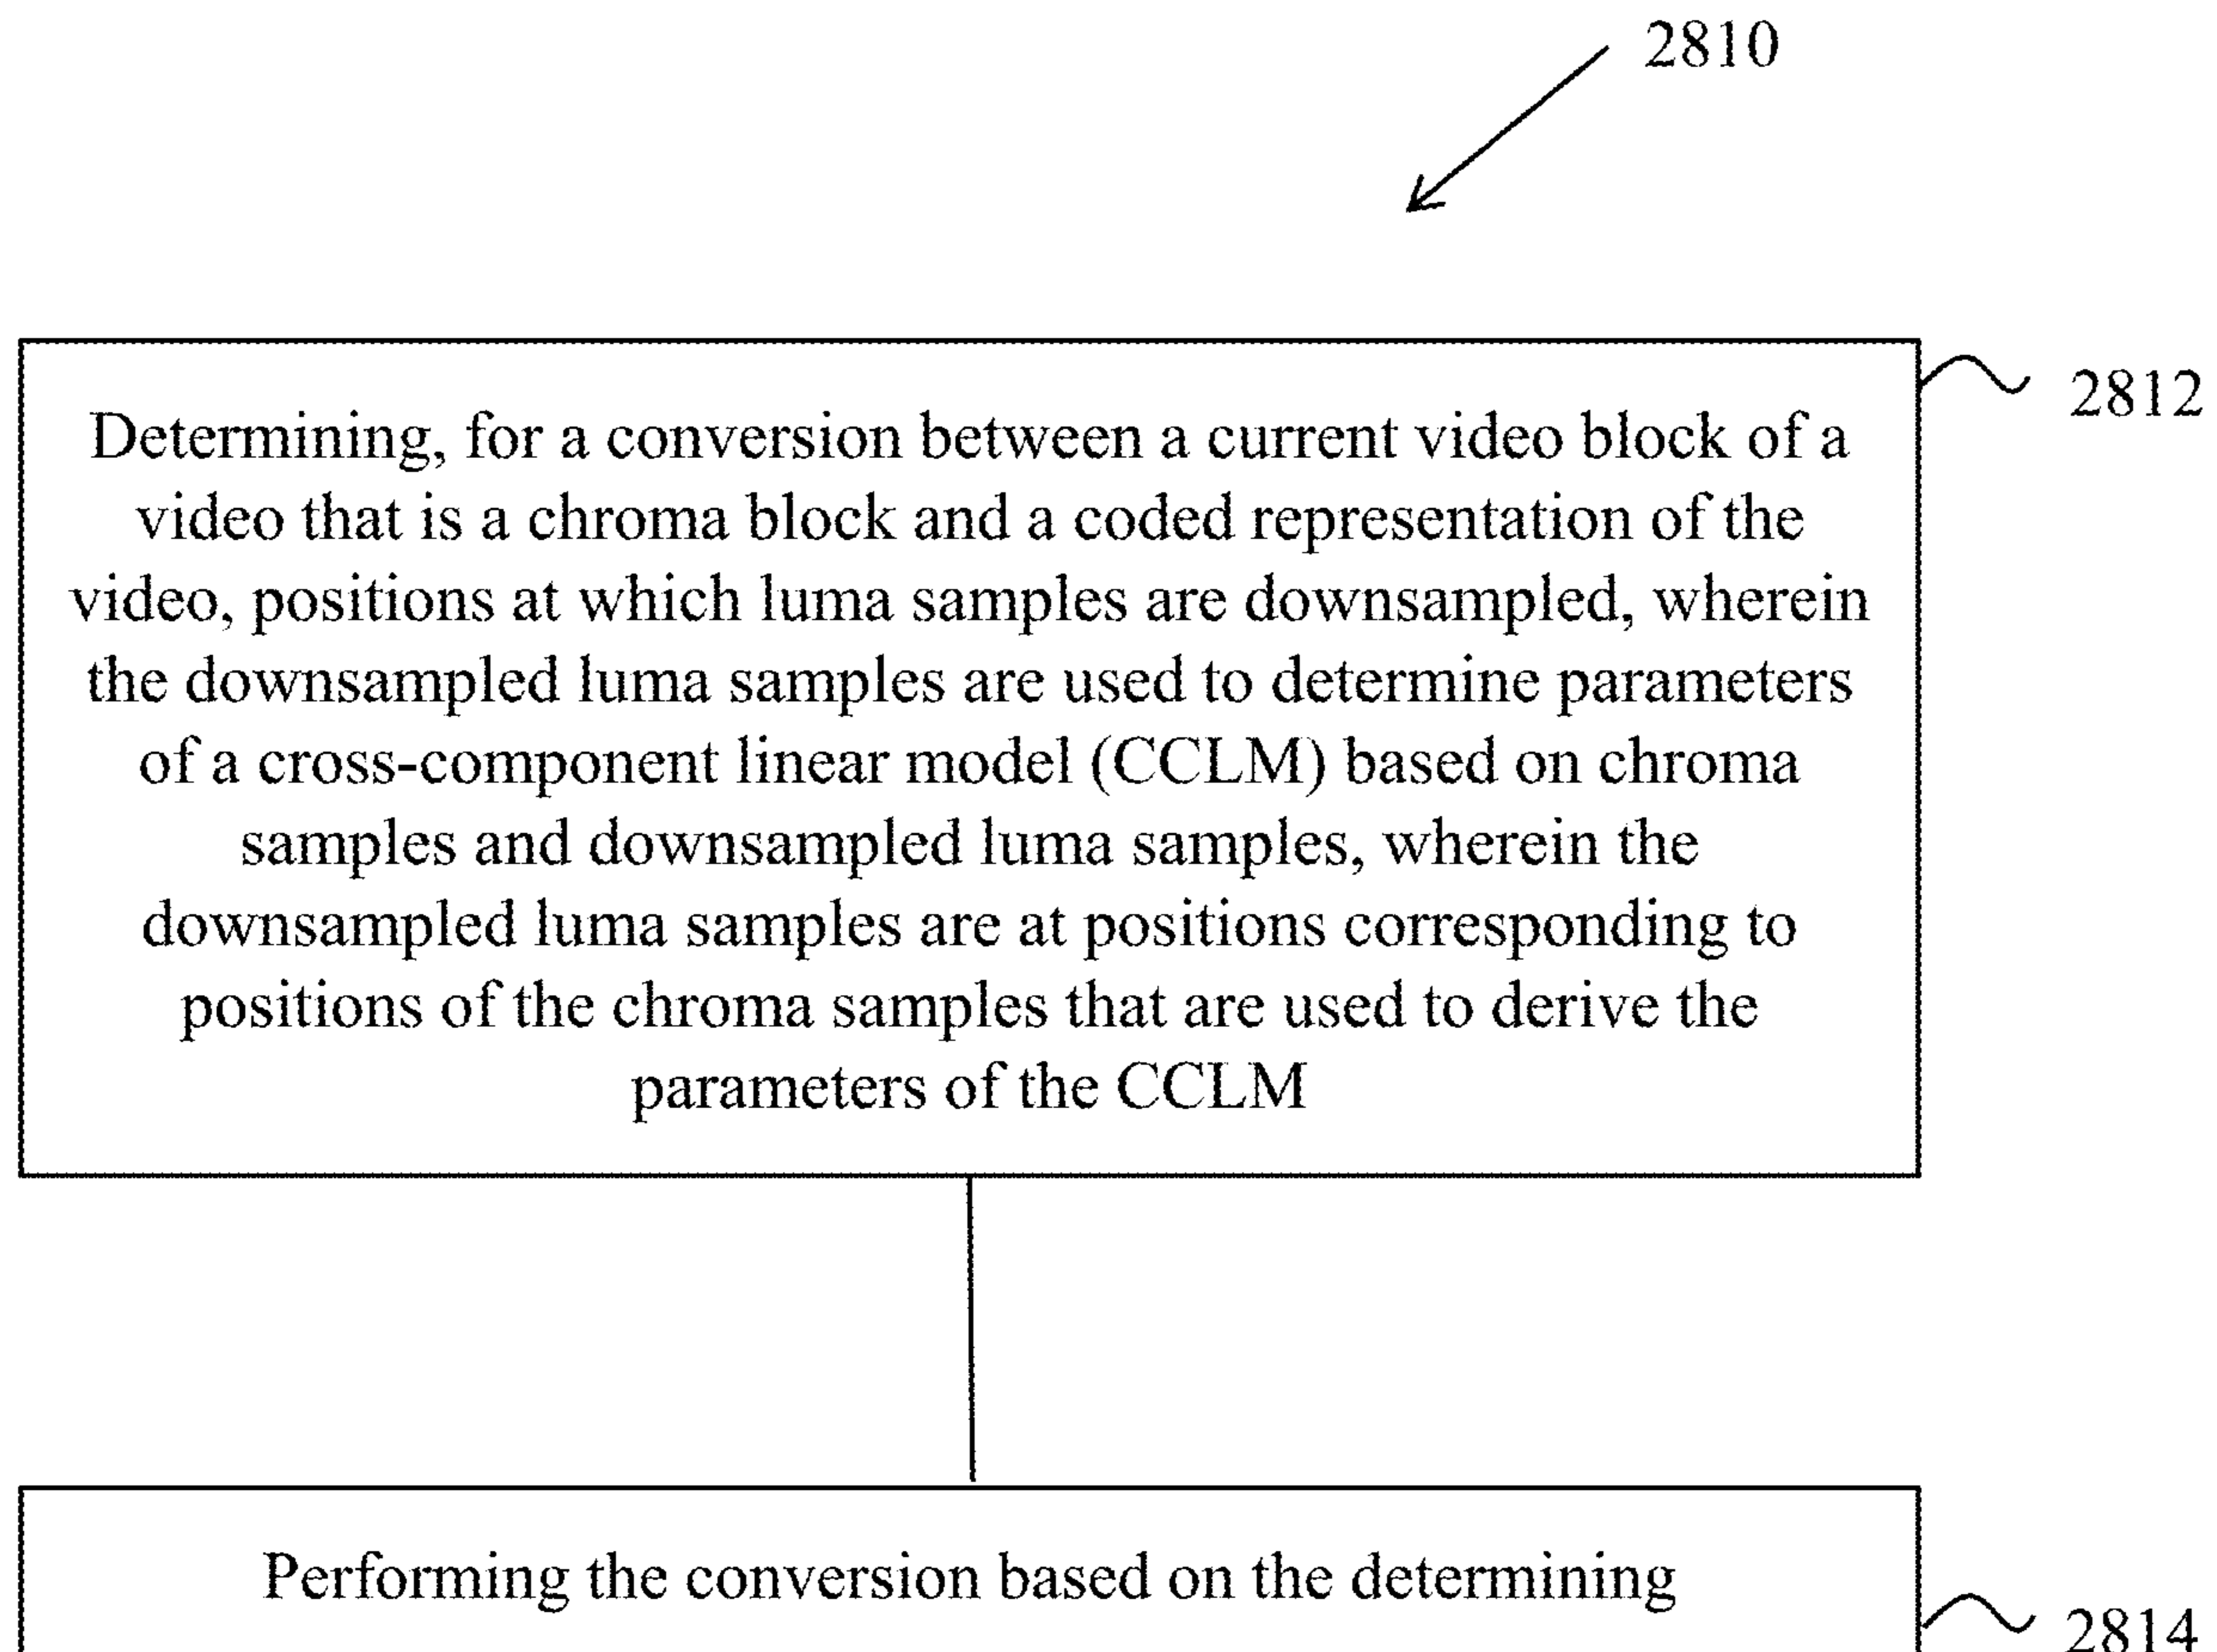 2810
2812
Determining, for a conversion between a current video block of a
video that is a chroma block and a coded representation of the
video, positions at which luma samples are downsampled, wherein
the downsampled luma samples are used to determine parameters
of a cross-component linear model (CCLM) based on chroma
samples and downsampled luma samples, wherein the
downsampled luma samples are at positions corresponding to
positions of the chroma samples that are used to derive the
parameters of the CCLM
Performing the conversion based on the determining
2814